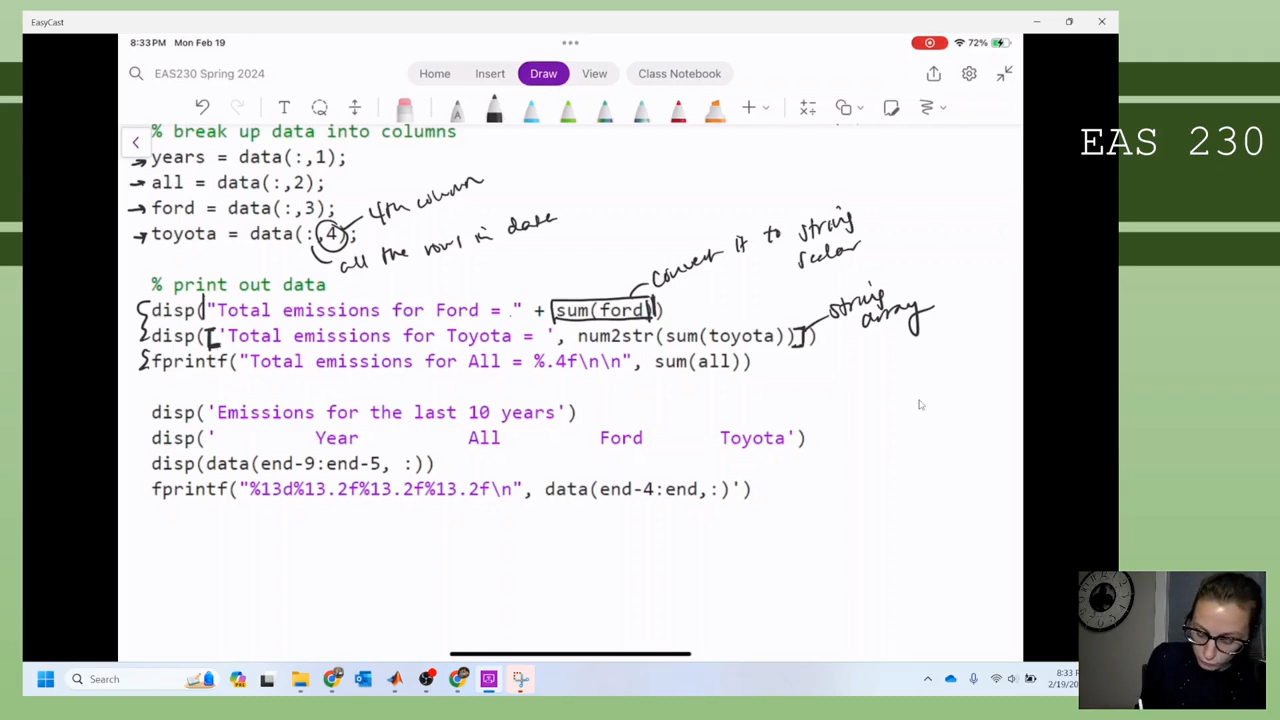 EasyCast
8:33 PM Mon Feb 19
72%
EAS230 Spring 2024
Home Insert Draw View Class Notebook
EAS 230
% break up data into columns
years = data(:,1);
all = data(:,2);
ford = data(:,3);
toyota = data(:,4);
4th column
all the rows in data
convert it to string
scalar
% print out data
disp("Total emissions for Ford = " + sum(ford))
disp(['Total emissions for Toyota = ', num2str(sum(toyota))])
string
array
fprintf("Total emissions for All = %.4f\n\n", sum(all))
disp('Emissions for the last 10 years')
disp(' Year All Ford Toyota')
disp(data(end-9:end-5, :))
fprintf("%13d%13.2f%13.2f%13.2f\n", data(end-4:end,:)')
Search
8:33 PM